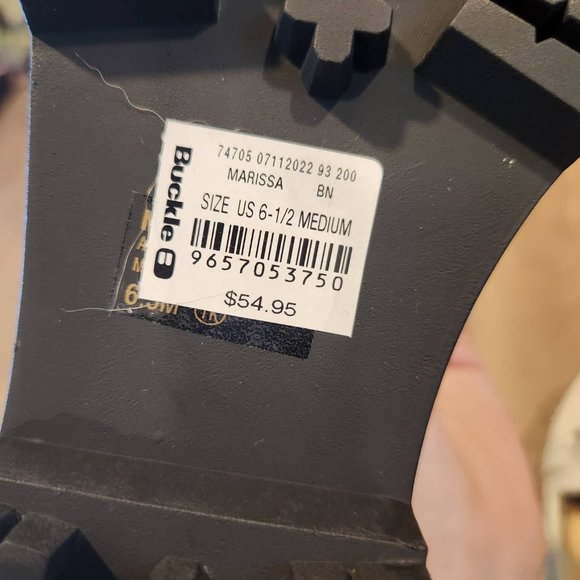 74705 07112022 93 200
MARISSA BN
SIZE US 6-1/2 MEDIUM
9657053750
$54.95
Buckle B